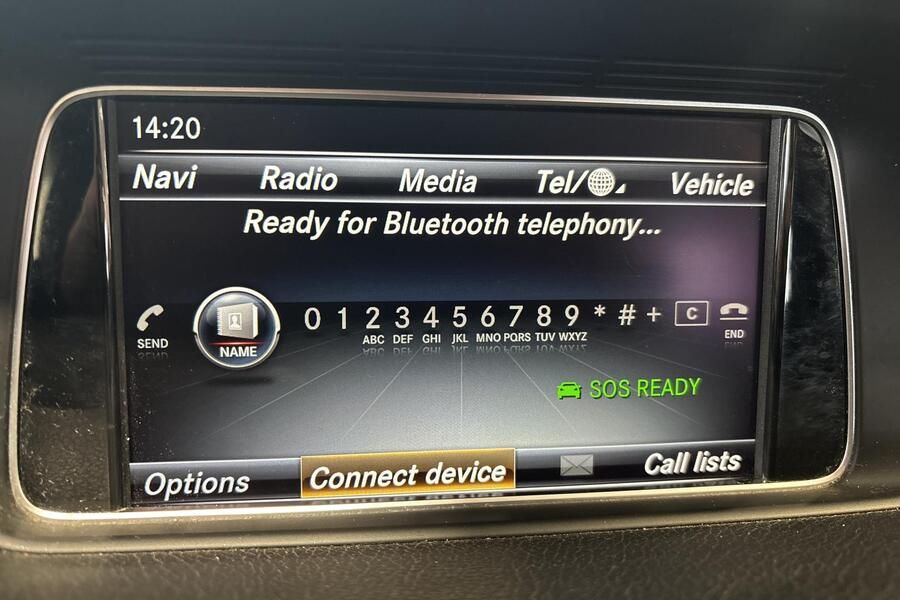 14:20
Navi Radio Media Tel/ Vehicle
Ready for Bluetooth telephony...
0 1 2 3 4 5 6 7 8 9 * # + C
SEND NAME ABC DEF GHI JKL MNO PQRS TUV WXYZ END
SOS READY
Options Connect device Call lists